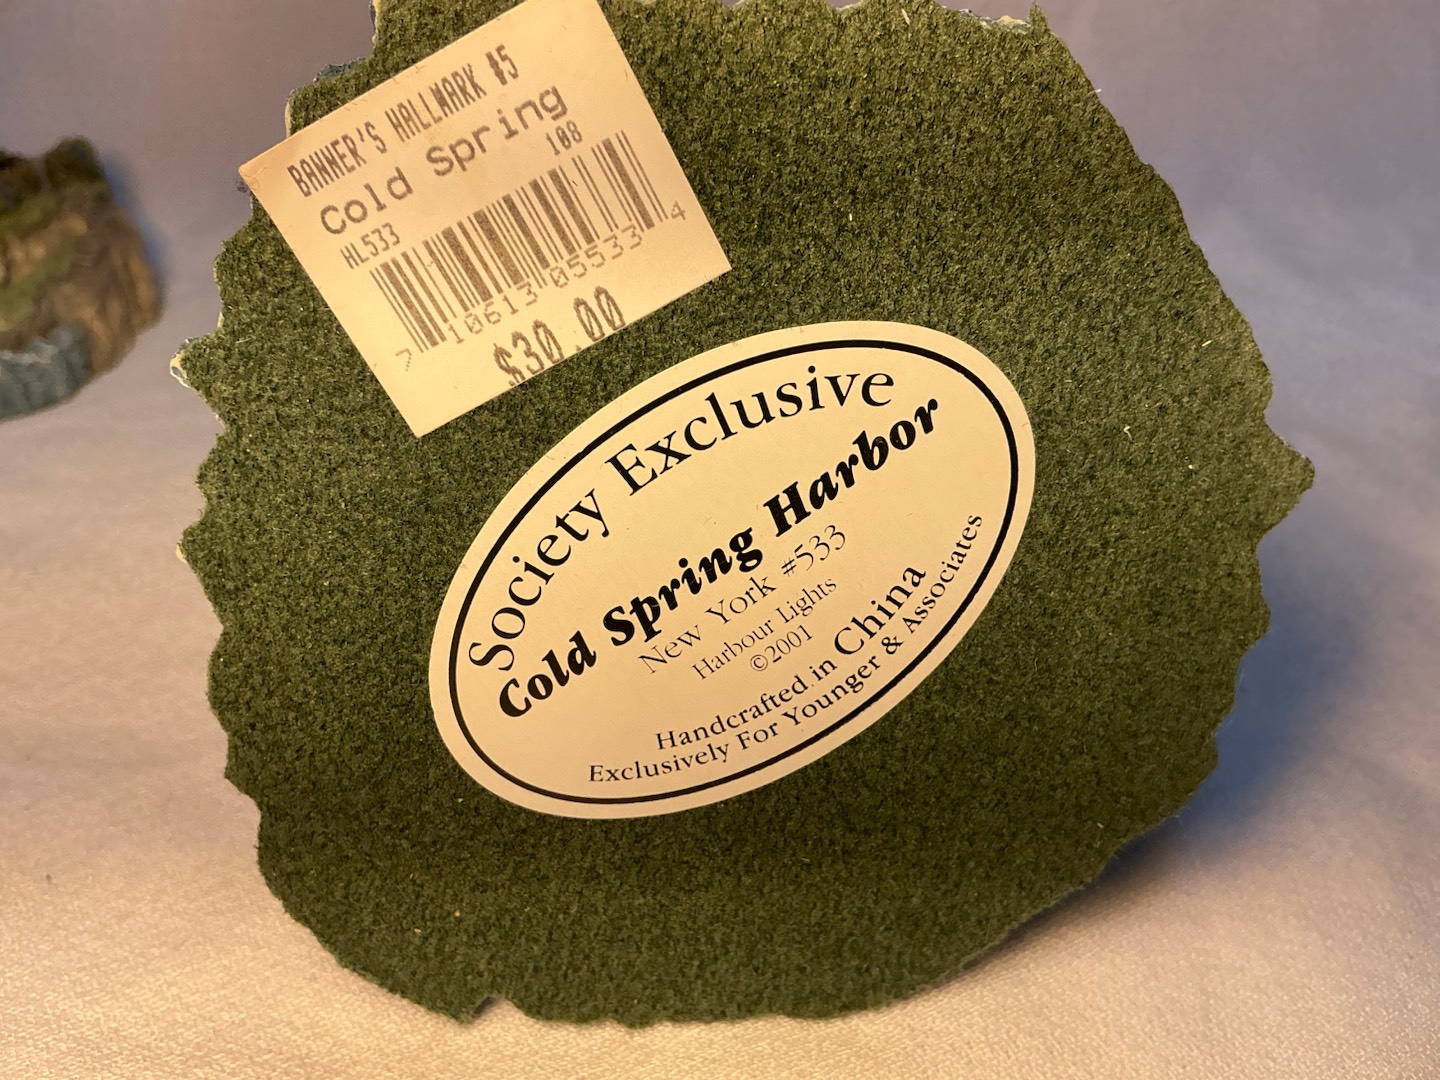 BANNER'S HALLMARK #5
Cold Spring
108
HL533
7 10613 05533 4
$30.00
Society Exclusive
Cold Spring Harbor
New York #533
Harbour Lights
©2001
Handcrafted in China
Exclusively For Younger & Associates